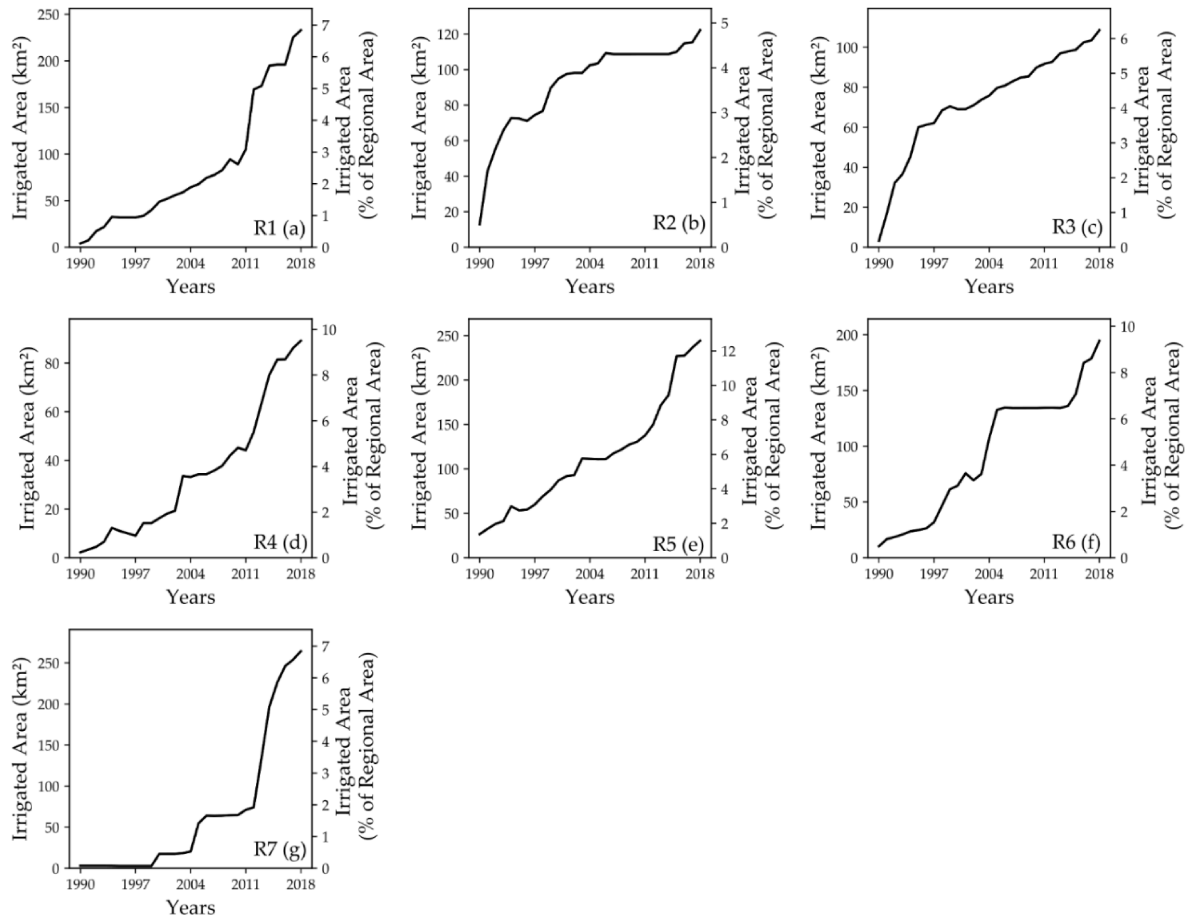 Irrigated Area (km²)
250
200
150
100
50
0
7
6
5
4
3
2
1
0
Irrigated Area
(% of Regional Area)
R1 (a)
1990 1997 2004 2011 2018
Years
Irrigated Area (km²)
120
100
80
60
40
20
0
5
4
3
2
1
0
Irrigated Area
(% of Regional Area)
R2 (b)
1990 1997 2004 2011 2018
Years
Irrigated Area (km²)
100
80
60
40
20
0
6
5
4
3
2
1
0
Irrigated Area
(% of Regional Area)
R3 (c)
1990 1997 2004 2011 2018
Years
Irrigated Area (km²)
80
60
40
20
0
10
8
6
4
2
0
Irrigated Area
(% of Regional Area)
R4 (d)
1990 1997 2004 2011 2018
Years
Irrigated Area (km²)
250
200
150
100
50
0
12
10
8
6
4
2
0
Irrigated Area
(% of Regional Area)
R5 (e)
1990 1997 2004 2011 2018
Years
Irrigated Area (km²)
200
150
100
50
0
10
8
6
4
2
0
Irrigated Area
(% of Regional Area)
R6 (f)
1990 1997 2004 2011 2018
Years
Irrigated Area (km²)
250
200
150
100
50
0
7
6
5
4
3
2
1
0
Irrigated Area
(% of Regional Area)
R7 (g)
1990 1997 2004 2011 2018
Years